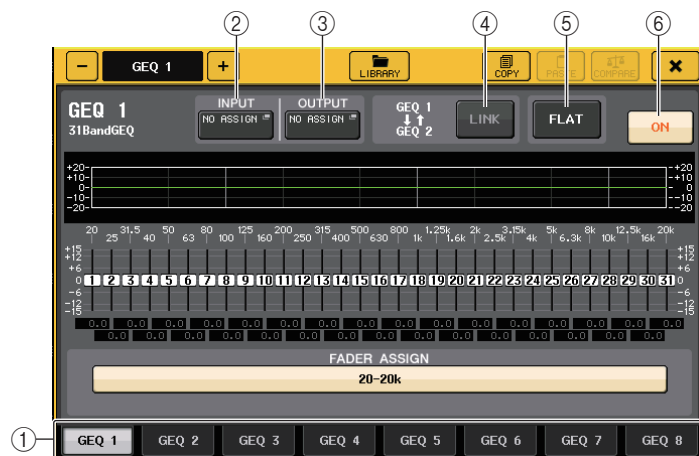 ② ③ ④ ⑤ ⑥
− GEQ 1 + LIBRARY COPY PASTE COMPARE ×
GEQ 1
31BandGEQ
INPUT
NO ASSIGN
OUTPUT
NO ASSIGN
GEQ 1
↓↑
GEQ 2
LINK
FLAT
ON
+20 +20
+10 +10
0 0
-10 -10
-20 -20
20 31.5 50 80 125 200 315 500 800 1.25k 2k 3.15k 5k 8k 12.5k 20k
25 40 63 100 160 250 400 630 1k 1.6k 2.5k 4k 6.3k 10k 16k
+15 +15
+12 +12
+6 +6
0 1 2 3 4 5 6 7 8 9 10 11 12 13 14 15 16 17 18 19 20 21 22 23 24 25 26 27 28 29 30 31 0
-6 -6
-12 -12
-15 -15
0.0 0.0 0.0 0.0 0.0 0.0 0.0 0.0 0.0 0.0 0.0 0.0 0.0 0.0 0.0 0.0
0.0 0.0 0.0 0.0 0.0 0.0 0.0 0.0 0.0 0.0 0.0 0.0 0.0 0.0 0.0
FADER ASSIGN
20-20k
① GEQ 1 GEQ 2 GEQ 3 GEQ 4 GEQ 5 GEQ 6 GEQ 7 GEQ 8